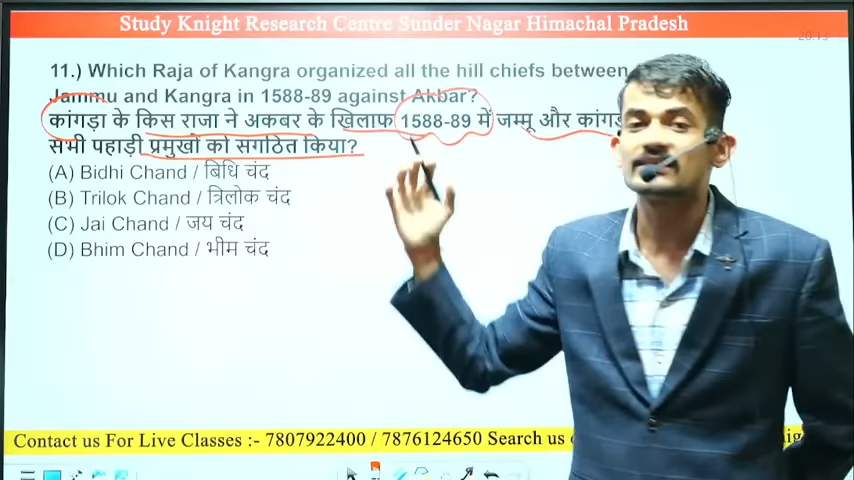 Study Knight Research Centre Sunder Nagar Himachal Pradesh
20:13
11.) Which Raja of Kangra organized all the hill chiefs between
Jammu and Kangra in 1588-89 against Akbar?
कांगड़ा के किस राजा ने अकबर के खिलाफ 1588-89 में जम्मू और
सभी पहाड़ी प्रमुखों को संगठित किया?
(A) Bidhi Chand / बिधि चंद
(B) Trilok Chand / त्रिलोक चंद
(C) Jai Chand / जय चंद
(D) Bhim Chand / भीम चंद
Contact us For Live Classes :- 7807922400 / 7876124650 Search us